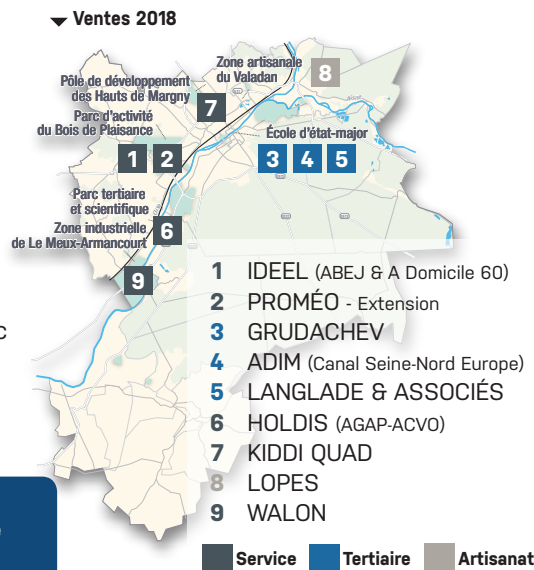 Ventes 2018
Zone artisanale
du Valadan
8
Pôle de développement
des Hauts de Margny
7
Parc d'activité
du Bois de Plaisance
École d'état-major
1 2
3 4 5
Parc tertiaire
et scientifique
Zone industrielle
de Le Meux-Armancourt
6
9
C
1 IDEEL (ABEJ & A Domicile 60)
2 PROMÉO - Extension
3 GRUDACHEV
4 ADIM (Canal Seine-Nord Europe)
5 LANGLADE & ASSOCIÉS
6 HOLDIS (AGAP-ACVO)
7 KIDDI QUAD
8 LOPES
9 WALON
Service Tertiaire Artisanat